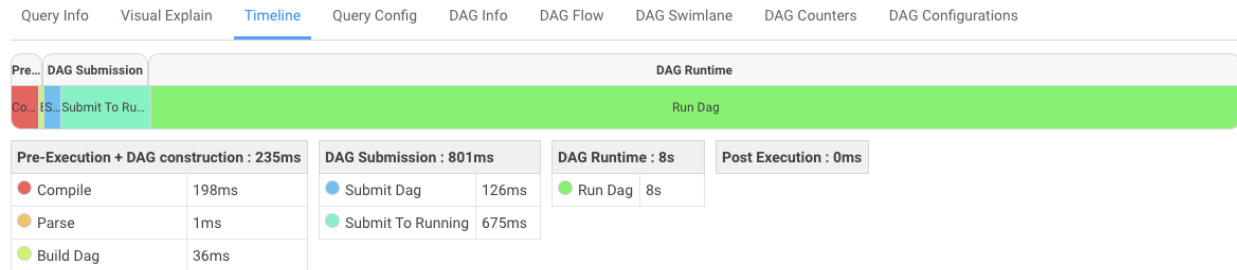 Query Info Visual Explain Timeline Query Config DAG Info DAG Flow DAG Swimlane DAG Counters DAG Configurations
Pre... DAG Submission DAG Runtime
Co... E S... Submit To Ru... Run Dag
Pre-Execution + DAG construction : 235ms DAG Submission : 801ms DAG Runtime : 8s Post Execution : 0ms
Compile 198ms Submit Dag 126ms Run Dag 8s
Parse 1ms Submit To Running 675ms
Build Dag 36ms